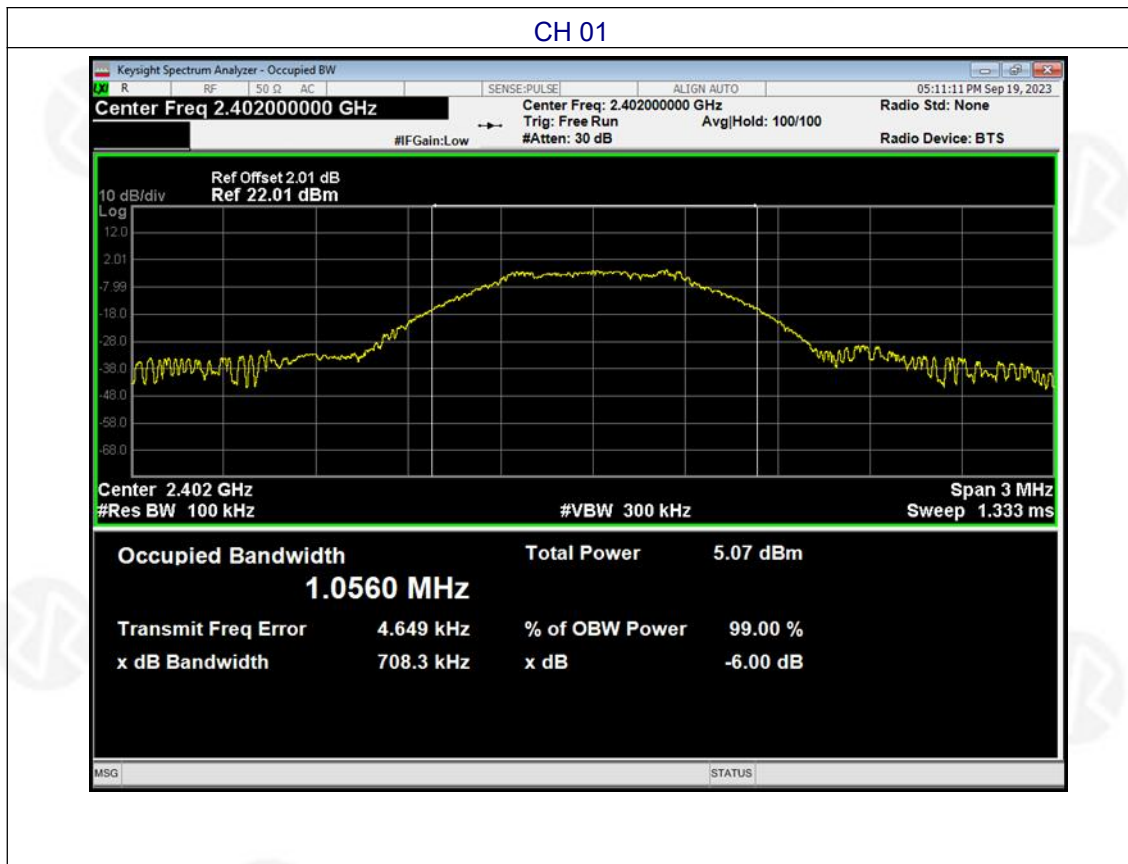 CH 01
Keysight Spectrum Analyzer - Occupied BW
LXI R RF 50 Ω AC SENSE:PULSE ALIGN AUTO 05:11:11 PM Sep 19, 2023
Center Freq 2.402000000 GHz Center Freq: 2.402000000 GHz Radio Std: None
Trig: Free Run Avg|Hold: 100/100
#IFGain:Low #Atten: 30 dB Radio Device: BTS
Ref Offset 2.01 dB
10 dB/div Ref 22.01 dBm
Log
12.0
2.01
-7.99
-18.0
-28.0
-38.0
-48.0
-58.0
-68.0
Center 2.402 GHz Span 3 MHz
#Res BW 100 kHz #VBW 300 kHz Sweep 1.333 ms
Occupied Bandwidth Total Power 5.07 dBm
1.0560 MHz
Transmit Freq Error 4.649 kHz % of OBW Power 99.00 %
x dB Bandwidth 708.3 kHz x dB -6.00 dB
MSG STATUS